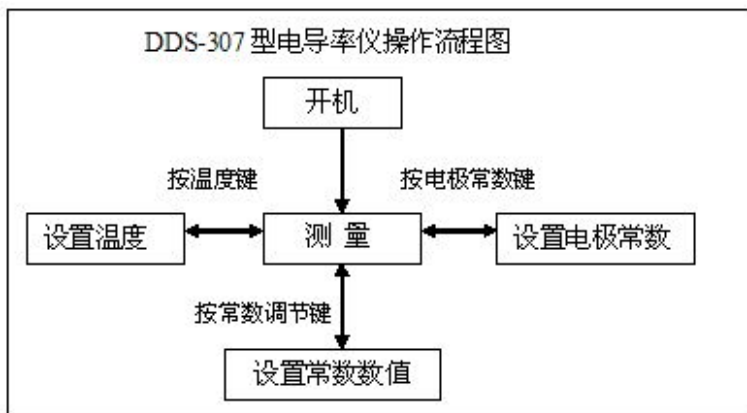 DDS-307型电导率仪操作流程图
开机
按温度键
按电极常数键
设置温度
测 量
设置电极常数
按常数调节键
设置常数数值